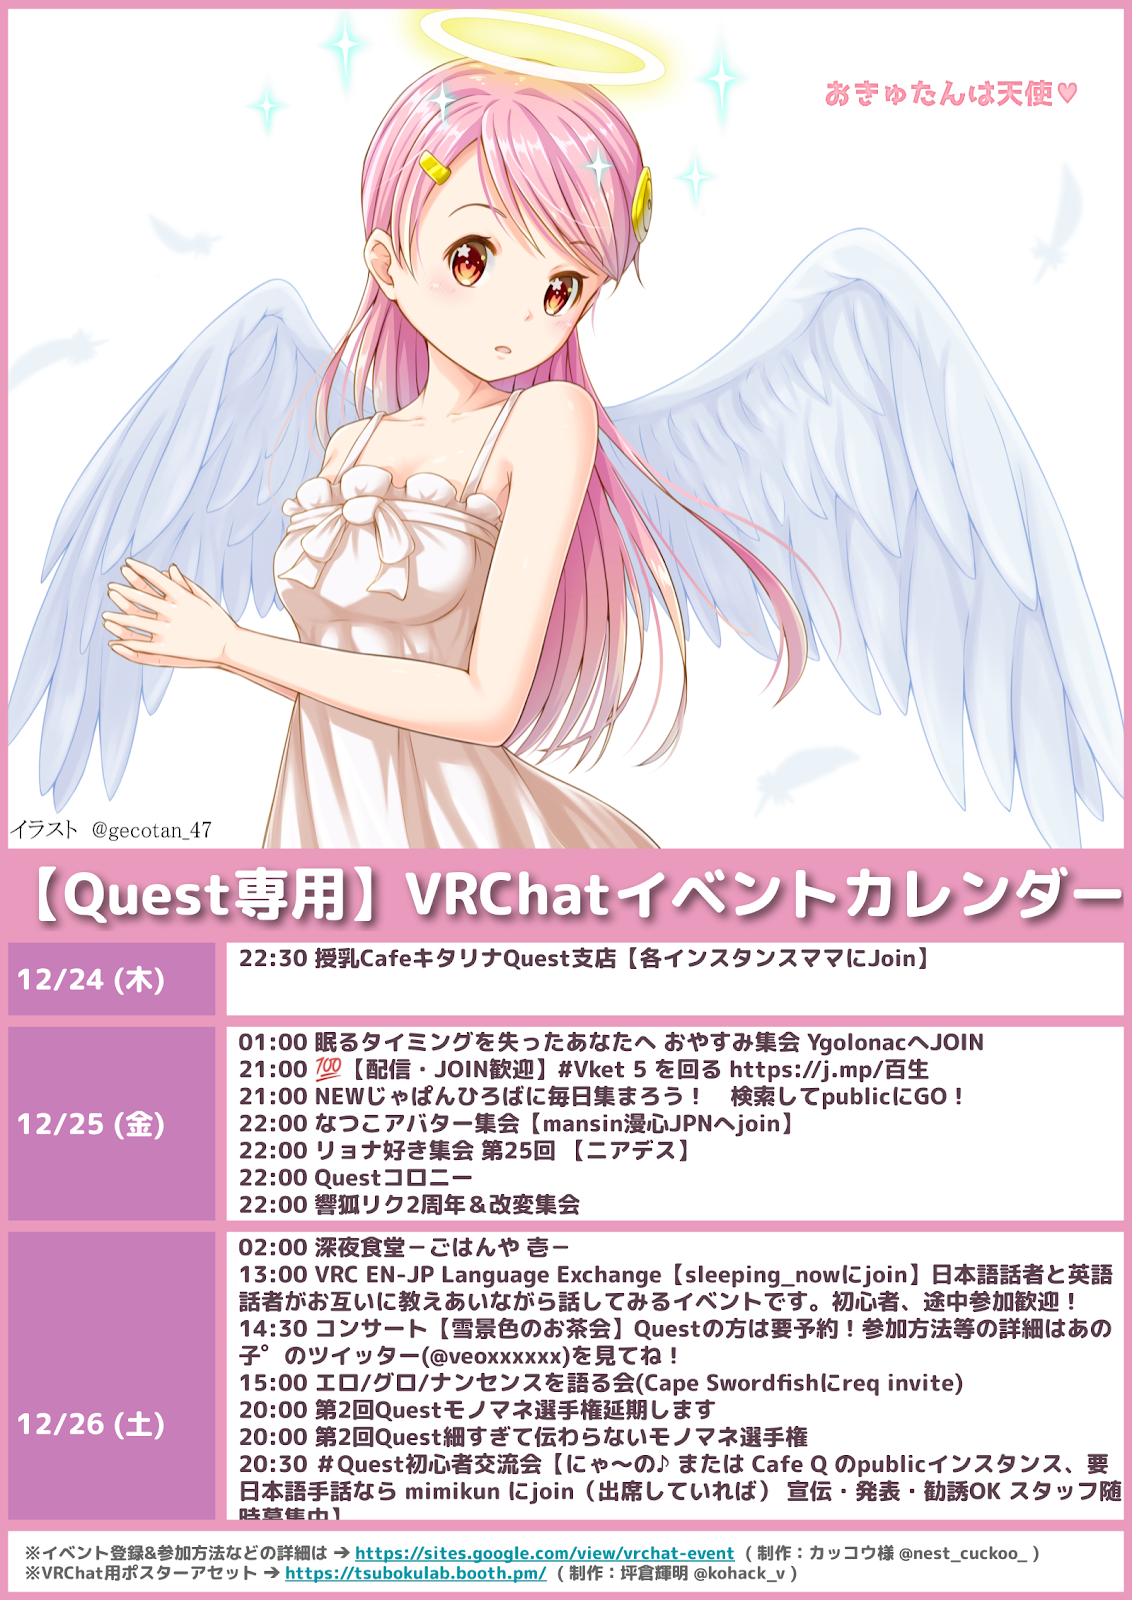 おきゅたんは天使♥
イラスト @gecotan_47
【Quest専用】VRChatイベントカレンダー
12/24 (木)
22:30 授乳CafeキタリナQuest支店【各インスタンスママにJoin】
12/25 (金)
01:00 眠るタイミングを失ったあなたへ おやすみ集会 YgolonacへJOIN
21:00 💯【配信・JOIN歓迎】#Vket 5 を回る https://j.mp/百生
21:00 NEWじゃぱんひろばに毎日集まろう！　検索してpublicにGO！
22:00 なつこアバター集会【mansin漫心JPNへjoin】
22:00 リョナ好き集会 第25回 【ニアデス】
22:00 Questコロニー
22:00 響狐リク2周年＆改変集会
12/26 (土)
02:00 深夜食堂－ごはんや 壱－
13:00 VRC EN-JP Language Exchange【sleeping_nowにjoin】日本語話者と英語
話者がお互いに教えあいながら話してみるイベントです。初心者、途中参加歓迎！
14:30 コンサート【雪景色のお茶会】Questの方は要予約！参加方法等の詳細はあの
子゜のツイッター(@veoxxxxxx)を見てね！
15:00 エロ/グロ/ナンセンスを語る会(Cape Swordfishにreq invite)
20:00 第2回Questモノマネ選手権延期します
20:00 第2回Quest細すぎて伝わらないモノマネ選手権
20:30 ＃Quest初心者交流会【にゃ〜の♪ または Cafe Q のpublicインスタンス、要
日本語手話なら mimikun にjoin（出席していれば） 宣伝・発表・勧誘OK スタッフ随
時募集中】
※イベント登録&参加方法などの詳細は ➔ https://sites.google.com/view/vrchat-event ( 制作：カッコウ様 @nest_cuckoo_ )
※VRChat用ポスターアセット ➔ https://tsubokulab.booth.pm/ ( 制作：坪倉輝明 @kohack_v )